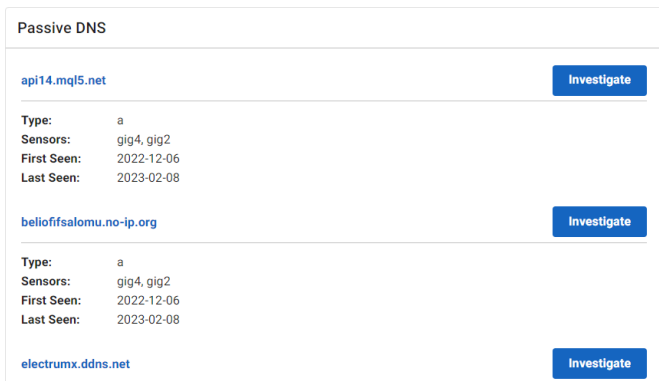 Passive DNS
api14.mql5.net Investigate
Type: a
Sensors: gig4, gig2
First Seen: 2022-12-06
Last Seen: 2023-02-08
beliofifsalomu.no-ip.org Investigate
Type: a
Sensors: gig4, gig2
First Seen: 2022-12-06
Last Seen: 2023-02-08
electrumx.ddns.net Investigate